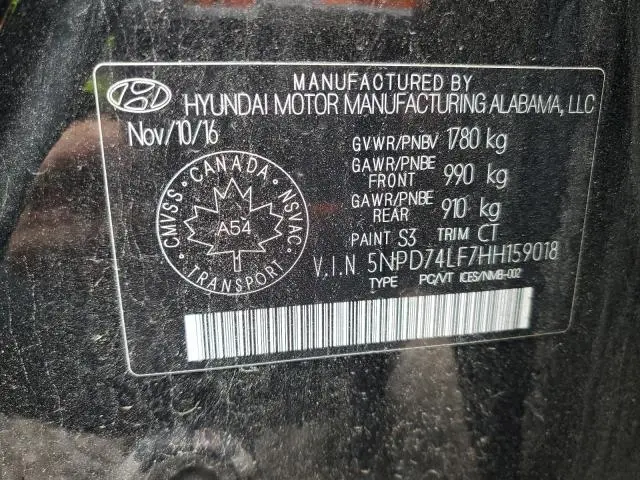 MANUFACTURED BY
HYUNDAI MOTOR MANUFACTURING ALABAMA, LLC
Nov/10/16
GVWR/PNBV 1780 kg
GAWR/PNBE FRONT 990 kg
GAWR/PNBE REAR 910 kg
PAINT S3 TRIM CT
V.I.N 5NPD74LF7HH159018
TYPE PC/VT ICES/NMB-002
CMVSS • CANADA • NSVAC
A54
TRANSPORT